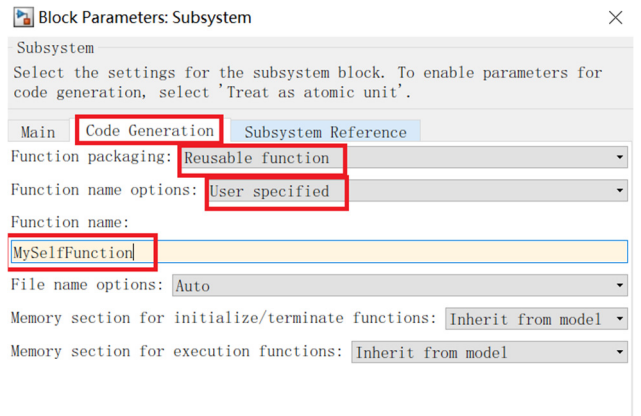 Block Parameters: Subsystem
Subsystem
Select the settings for the subsystem block. To enable parameters for
code generation, select 'Treat as atomic unit'.
Main Code Generation Subsystem Reference
Function packaging: Reusable function
Function name options: User specified
Function name:
MySelfFunction
File name options: Auto
Memory section for initialize/terminate functions: Inherit from model
Memory section for execution functions: Inherit from model